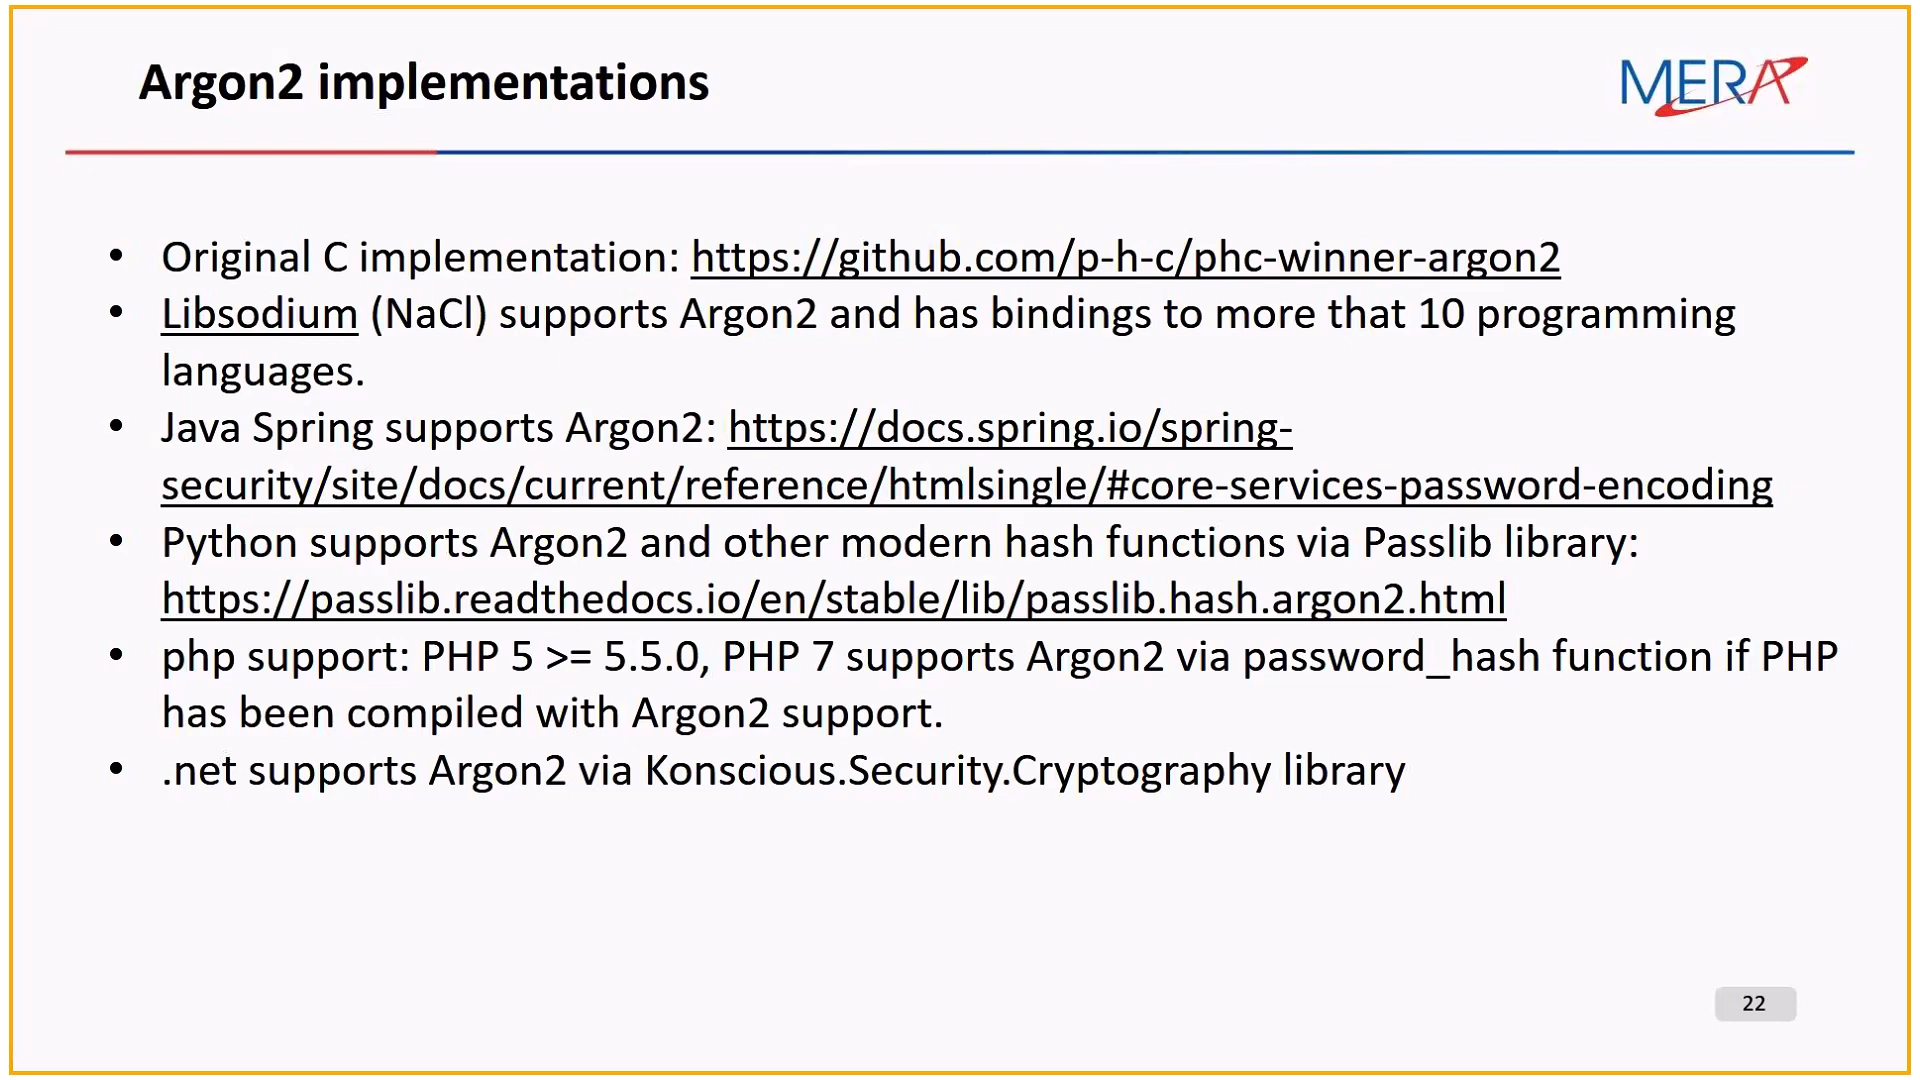 Argon2 implementations
MERA
• Original C implementation: https://github.com/p-h-c/phc-winner-argon2
• Libsodium (NaCl) supports Argon2 and has bindings to more that 10 programming
languages.
• Java Spring supports Argon2: https://docs.spring.io/spring-
security/site/docs/current/reference/htmlsingle/#core-services-password-encoding
• Python supports Argon2 and other modern hash functions via Passlib library:
https://passlib.readthedocs.io/en/stable/lib/passlib.hash.argon2.html
• php support: PHP 5 >= 5.5.0, PHP 7 supports Argon2 via password_hash function if PHP
has been compiled with Argon2 support.
• .net supports Argon2 via Konscious.Security.Cryptography library
22